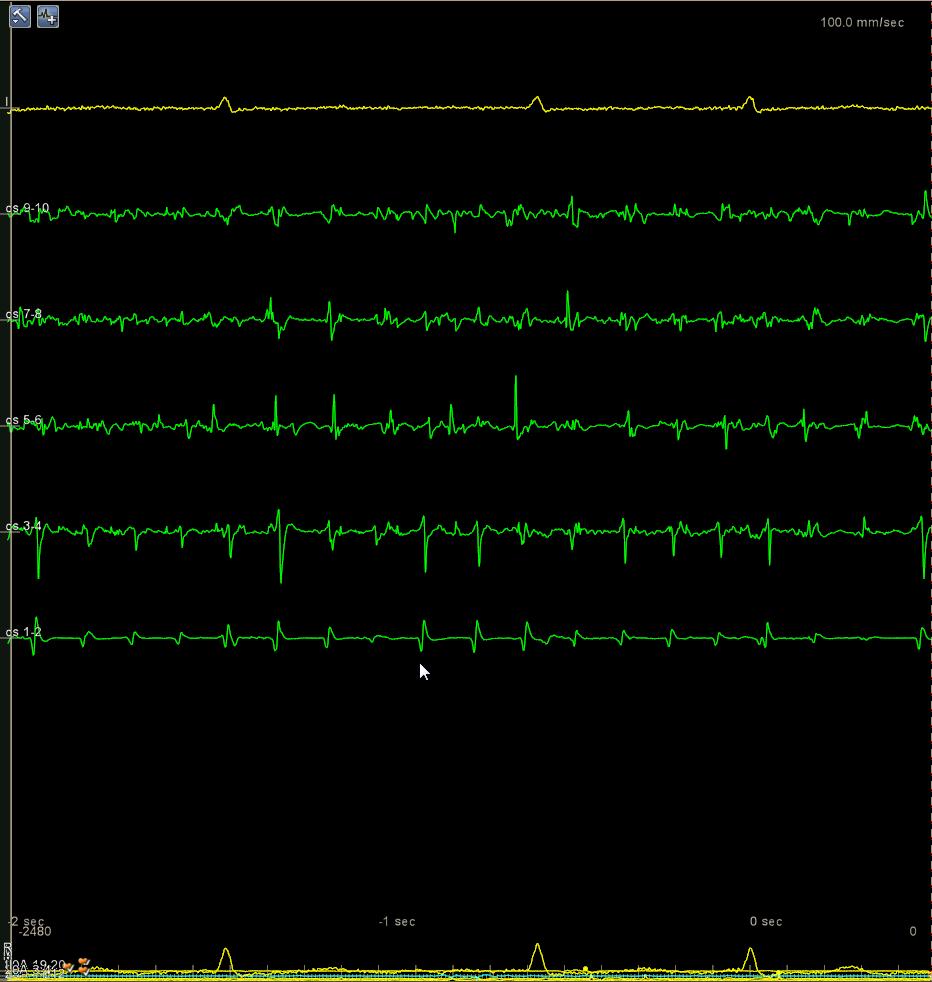 100.0 mm/sec
I
cs 9-10
cs 7-8
cs 5-6
cs 3-4
cs 1-2
-2 sec
-1 sec
0 sec
-2480
0